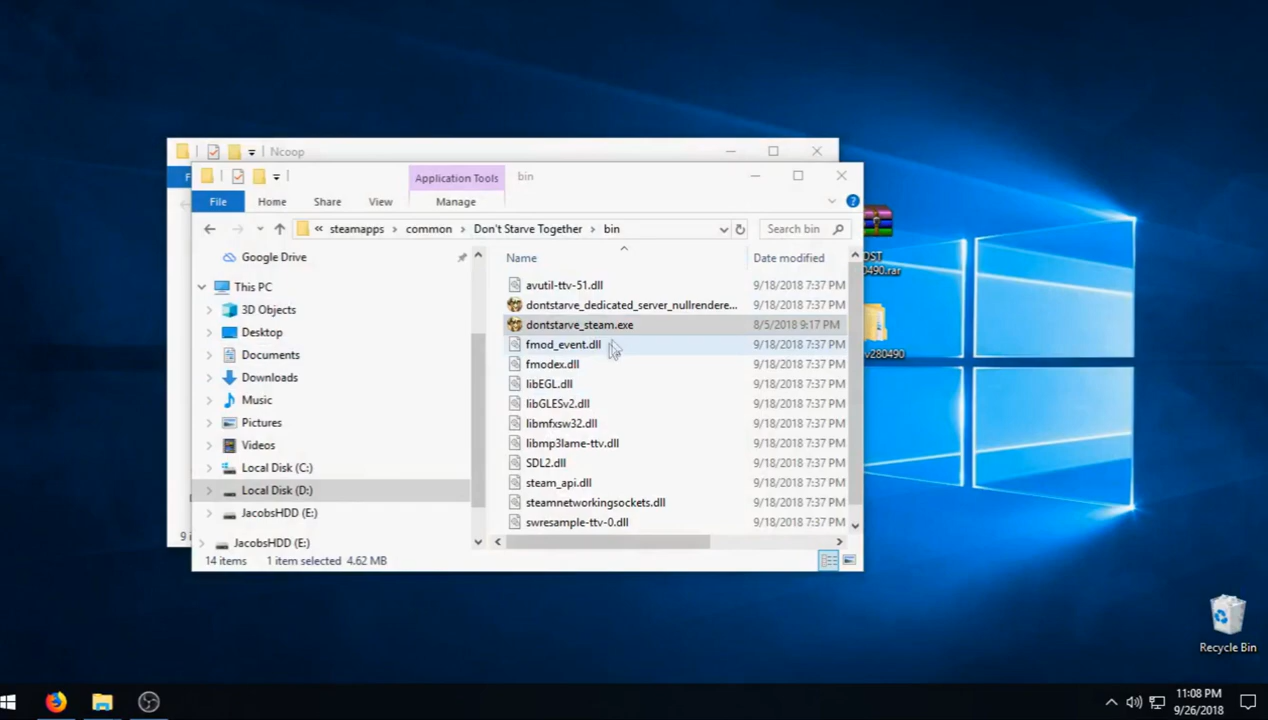 Ncoop
Application Tools
bin
File
Home
Share
View
Manage
« steamapps > common > Don't Starve Together > bin
Search bin
Google Drive
This PC
3D Objects
Desktop
Documents
Downloads
Music
Pictures
Videos
Local Disk (C:)
Local Disk (D:)
JacobsHDD (E:)
JacobsHDD (E:)
Name
Date modified
avutil-ttv-51.dll 9/18/2018 7:37 PM
dontstarve_dedicated_server_nullrendere... 9/18/2018 7:37 PM
dontstarve_steam.exe 8/5/2018 9:17 PM
fmod_event.dll 9/18/2018 7:37 PM
fmodex.dll 9/18/2018 7:37 PM
libEGL.dll 9/18/2018 7:37 PM
libGLESv2.dll 9/18/2018 7:37 PM
libmfxsw32.dll 9/18/2018 7:37 PM
libmp3lame-ttv.dll 9/18/2018 7:37 PM
SDL2.dll 9/18/2018 7:37 PM
steam_api.dll 9/18/2018 7:37 PM
steamnetworkingsockets.dll 9/18/2018 7:37 PM
swresample-ttv-0.dll 9/18/2018 7:37 PM
14 items
1 item selected 4.62 MB
9 i
F
DST
0490.rar
v280490
Recycle Bin
11:08 PM
9/26/2018